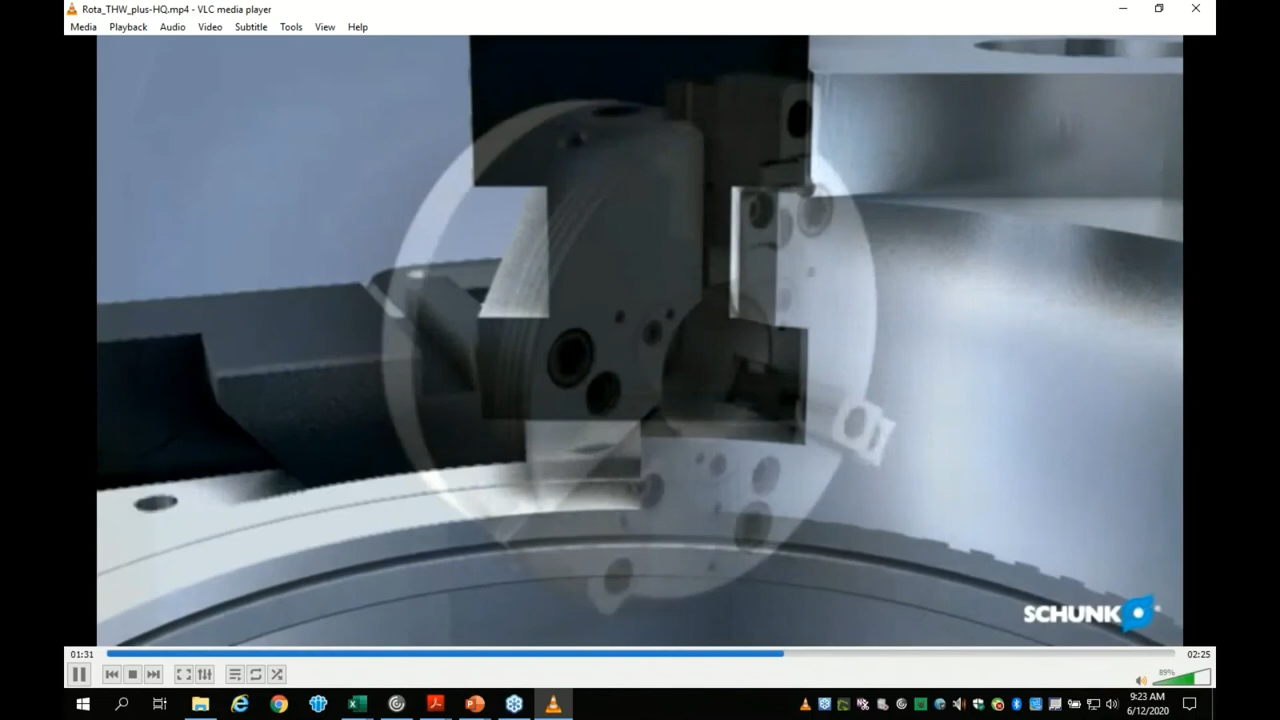 Rota_THW_plus-HQ.mp4 - VLC media player
Media Playback Audio Video Subtitle Tools View Help
SCHUNK
01:31
02:25
89%
9:23 AM
6/12/2020